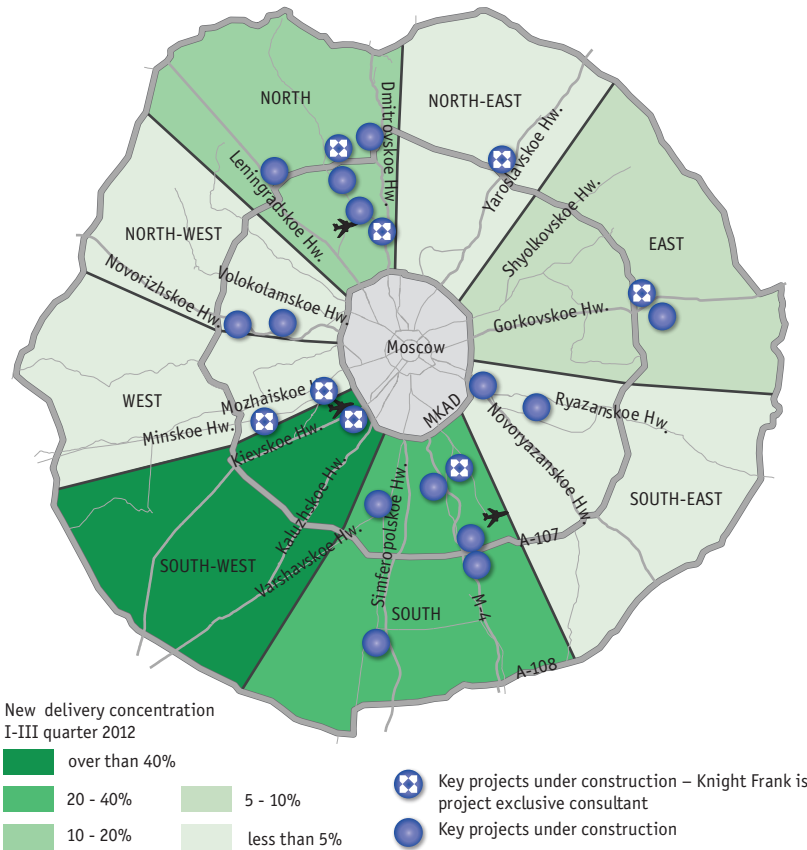 NORTH
Dmitrovskoe Hw.
NORTH-EAST
Yaroslavskoe Hw.
Leningradskoe Hw.
Shyolkovskoe Hw.
EAST
NORTH-WEST
Volokolamskoe Hw.
Novorizhskoe Hw.
Gorkovskoe Hw.
Moscow
WEST
Mozhaiskoe
Minskoe Hw.
Kievskoe Hw.
MKAD
Ryazanskoe Hw.
Novoryazanskoe Hw.
SOUTH-EAST
Kaluzhskoe Hw.
Varshavskoe Hw.
Simferopolskoe Hw.
A-107
SOUTH-WEST
SOUTH
M-4
A-108
New delivery concentration
I-III quarter 2012
over than 40%
20 - 40%
10 - 20%
5 - 10%
less than 5%
Key projects under construction – Knight Frank is
project exclusive consultant
Key projects under construction